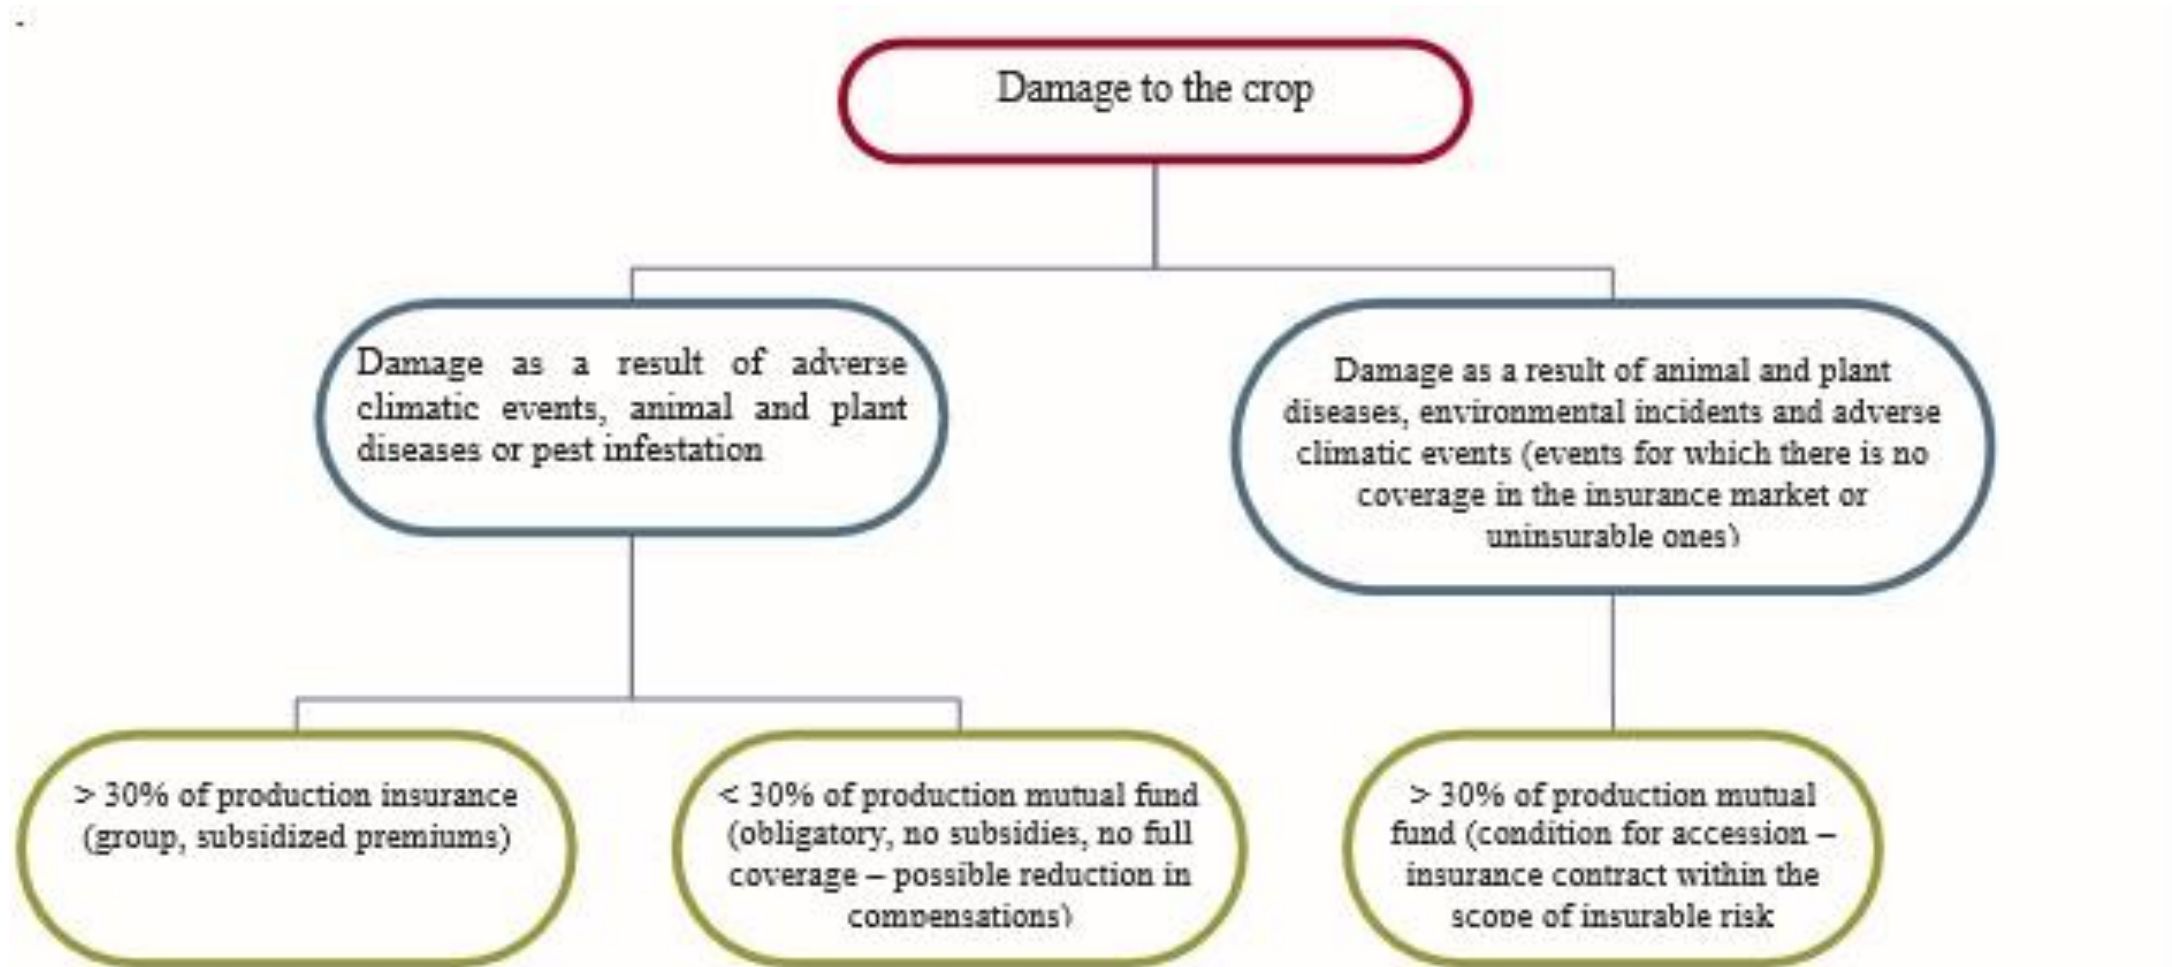 Damage to the crop
Damage as a result of adverse
climatic events, animal and plant
diseases or pest infestation
Damage as a result of animal and plant
diseases, environmental incidents and adverse
climatic events (events for which there is no
coverage in the insurance market or
uninsurable ones)
> 30% of production insurance
(group, subsidized premiums)
< 30% of production mutual fund
(obligatory, no subsidies, no full
coverage – possible reduction in
compensations)
> 30% of production mutual
fund (condition for accession –
insurance contract within the
scope of insurable risk